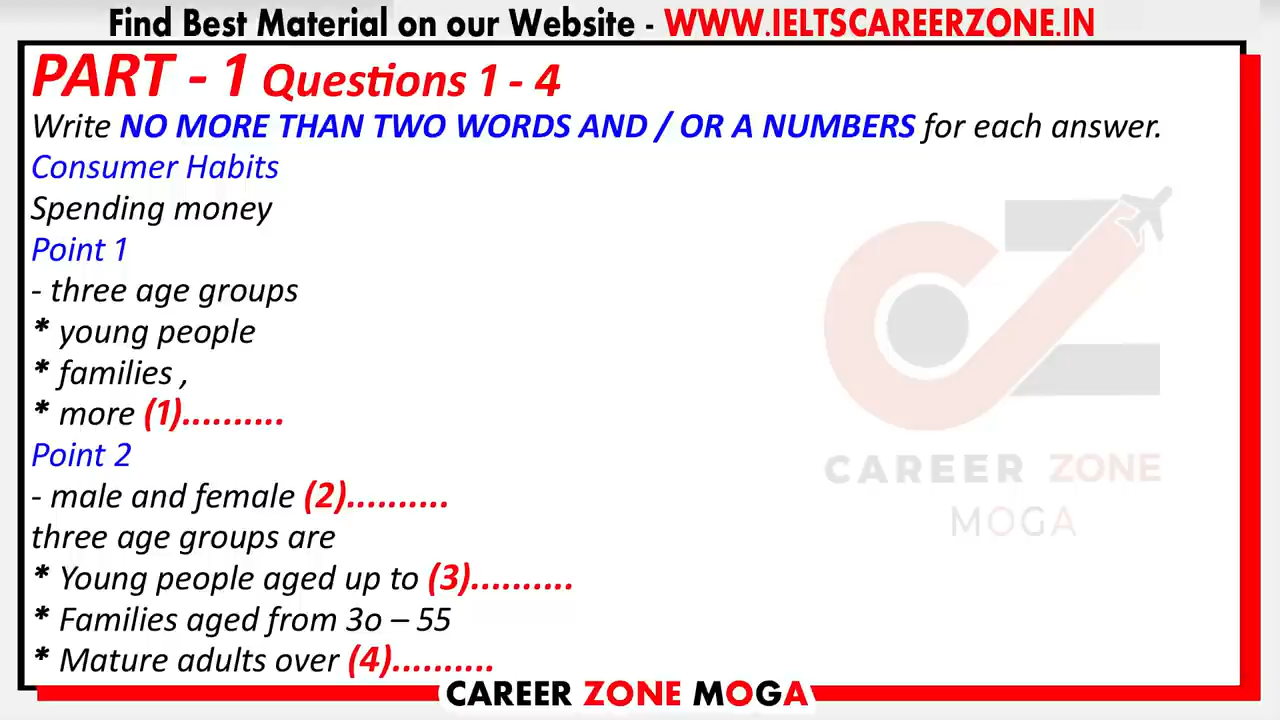 Find Best Material on our Website - WWW.IELTSCAREERZONE.IN
PART - 1 Questions 1 - 4
Write NO MORE THAN TWO WORDS AND / OR A NUMBERS for each answer.
Consumer Habits
Spending money
Point 1
- three age groups
* young people
* families ,
* more (1)..........
Point 2
- male and female (2)..........
three age groups are
* Young people aged up to (3)..........
* Families aged from 3o – 55
* Mature adults over (4)..........
CAREER ZONE
MOGA
CAREER ZONE MOGA